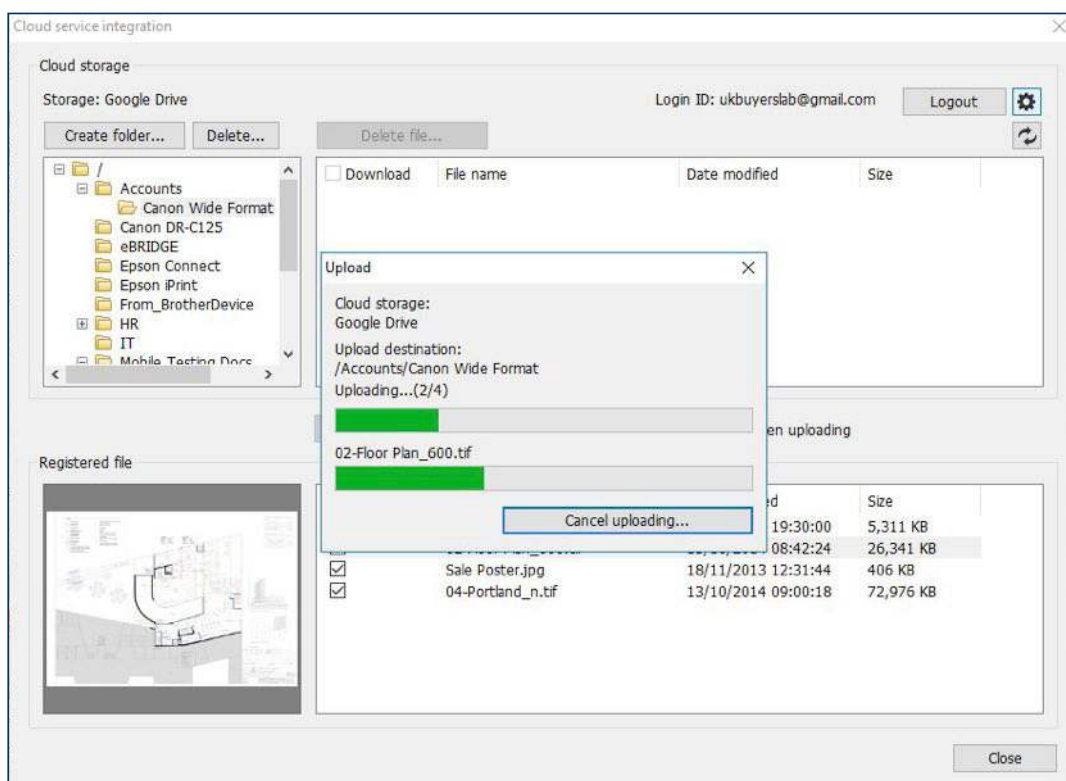 Cloud service integration
Cloud storage
Storage: Google Drive
Login ID: ukbuyerslab@gmail.com
Logout
Create folder...
Delete...
Delete file...
/
Accounts
Canon Wide Format
Canon DR-C125
eBRIDGE
Epson Connect
Epson iPrint
From_BrotherDevice
HR
IT
Mobile Testing Docs
Download File name Date modified Size
Upload
Cloud storage:
Google Drive
Upload destination:
/Accounts/Canon Wide Format
Uploading...(2/4)
02-Floor Plan_600.tif
Cancel uploading...
en uploading
Registered file
ed Size
19:30:00 5,311 KB
08:42:24 26,341 KB
Sale Poster.jpg 18/11/2013 12:31:44 406 KB
04-Portland_n.tif 13/10/2014 09:00:18 72,976 KB
Close